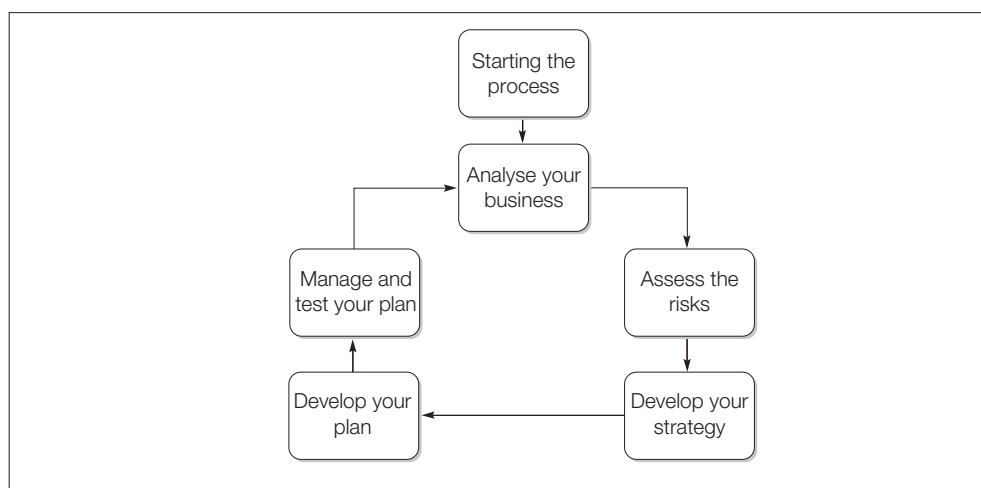 Starting the
process
Analyse your
business
Manage and
test your plan
Assess the
risks
Develop your
plan
Develop your
strategy